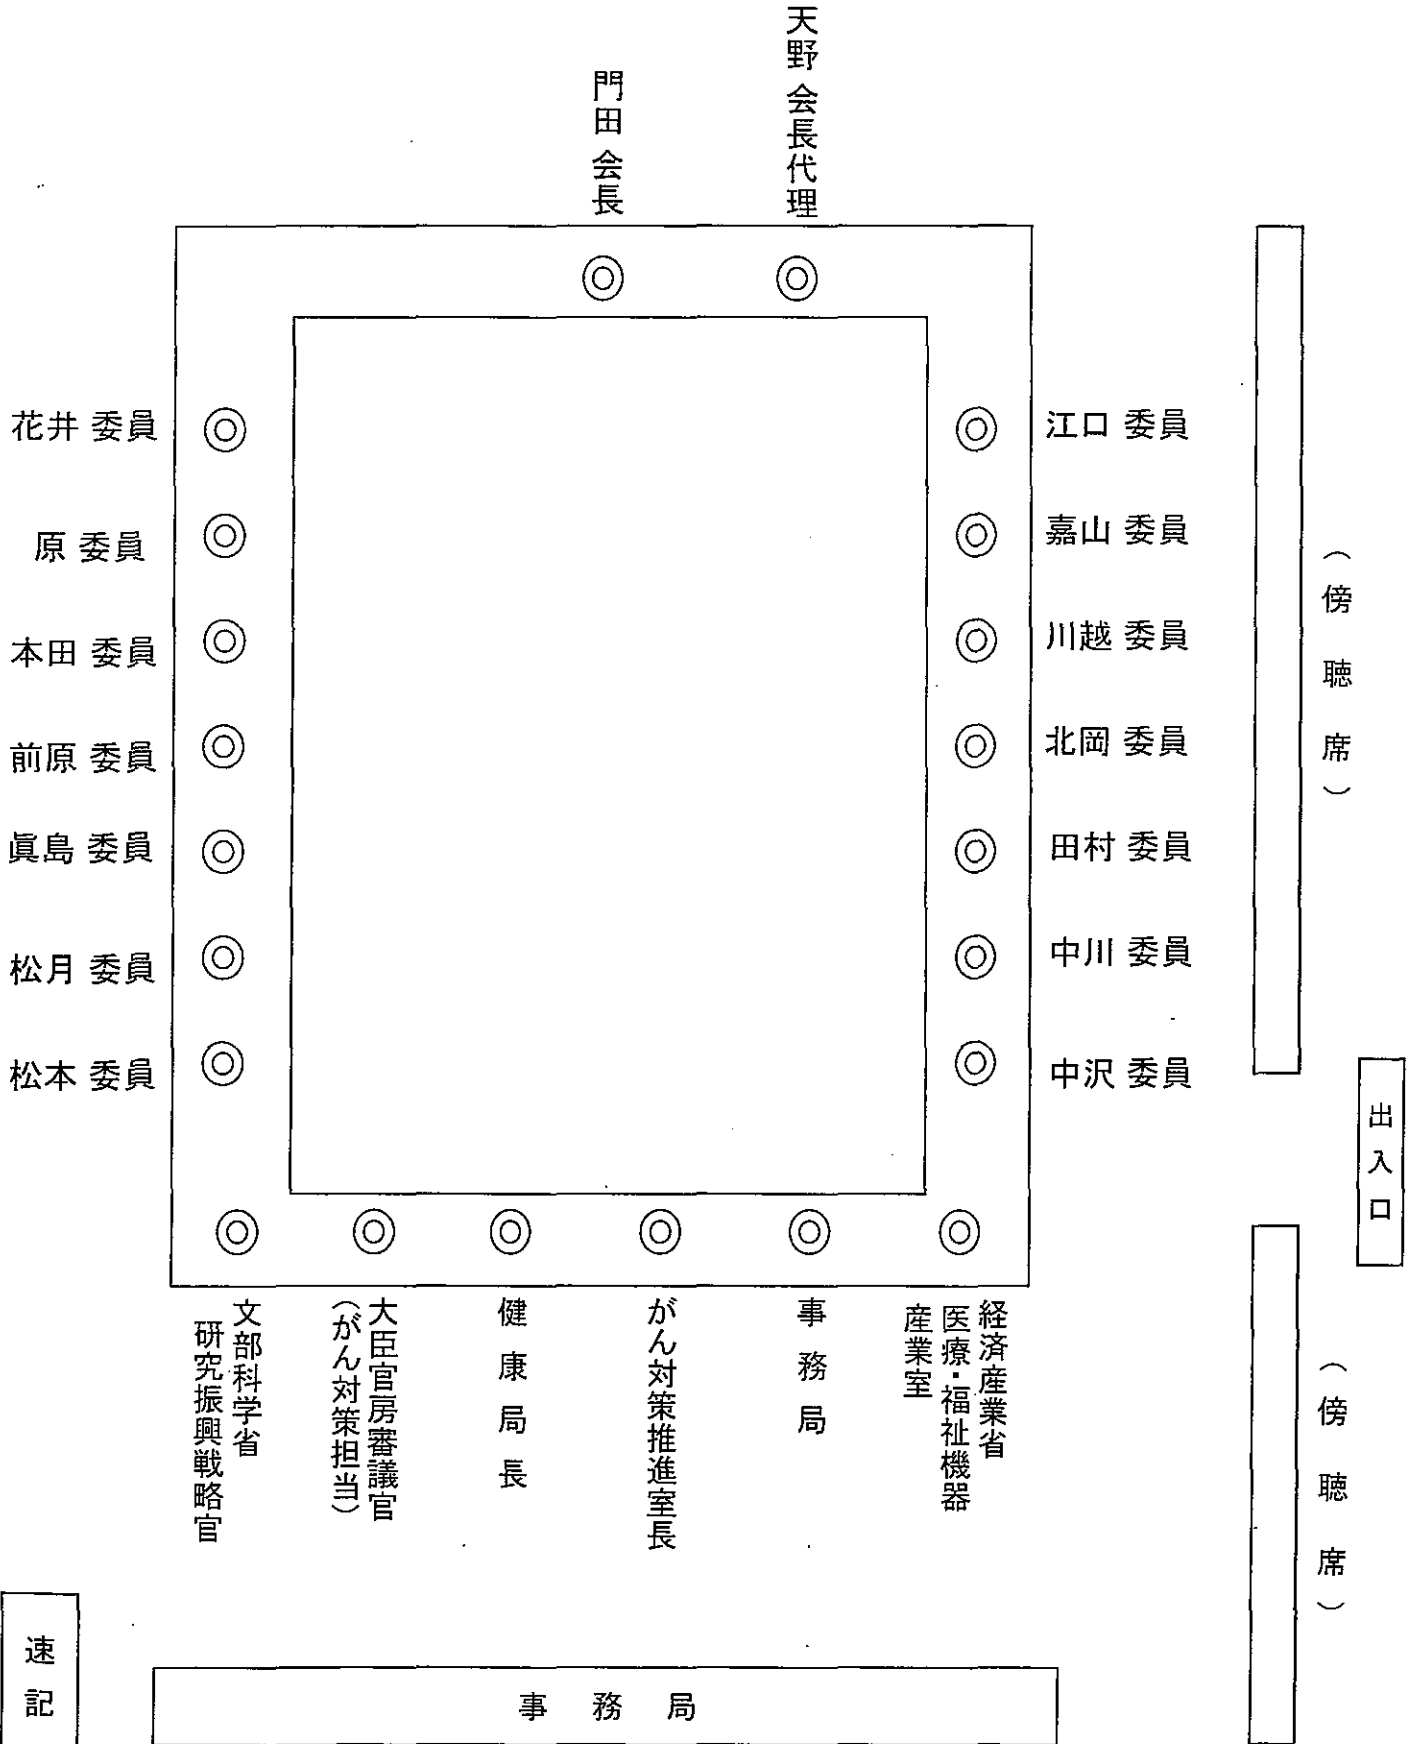 天野 会長代理
門田 会長
花井 委員
原 委員
本田 委員
前原 委員
眞島 委員
松月 委員
松本 委員
江口 委員
嘉山 委員
川越 委員
北岡 委員
田村 委員
中川 委員
中沢 委員
（傍聴席）
出入口
経済産業省
医療・福祉機器
産業室
事務局
がん対策推進室長
健康局長
大臣官房審議官
（がん対策担当）
文部科学省
研究振興戦略官
（傍聴席）
速記
事務局